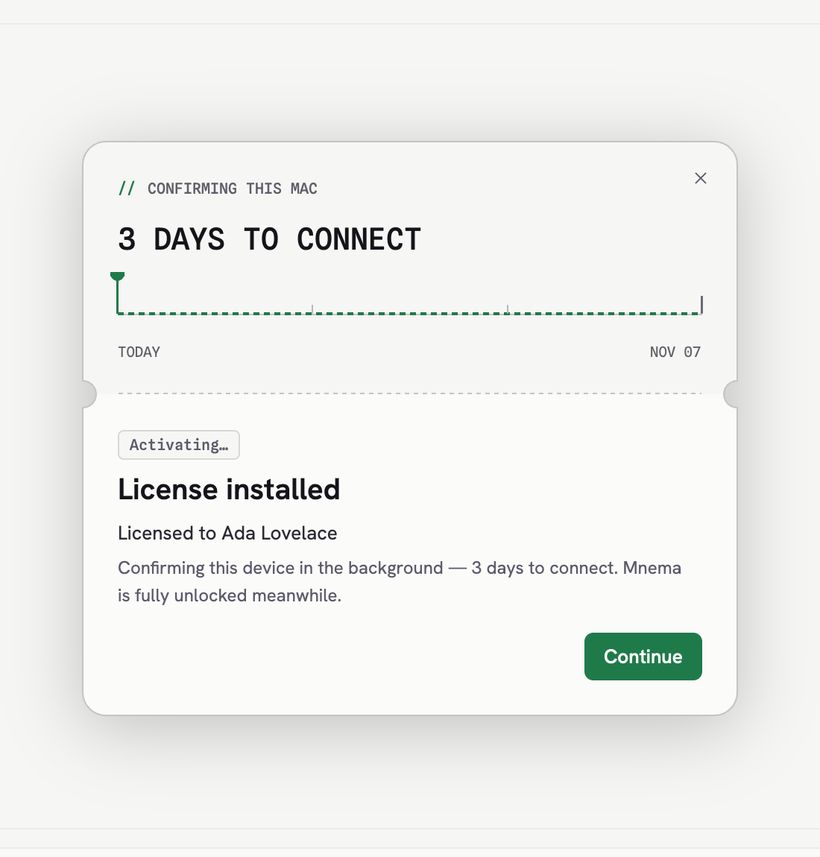 // CONFIRMING THIS MAC
3 DAYS TO CONNECT
TODAY
NOV 07
Activating…
License installed
Licensed to Ada Lovelace
Confirming this device in the background — 3 days to connect. Mnema
is fully unlocked meanwhile.
Continue